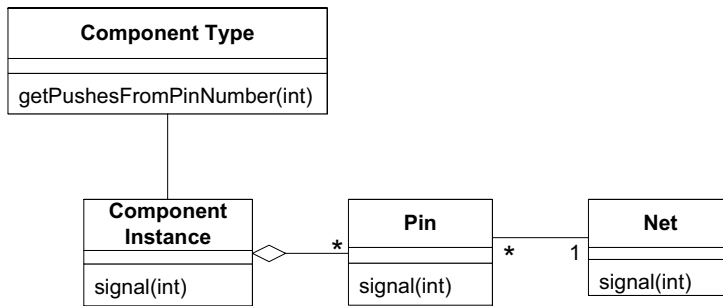 Component Type
getPushesFromPinNumber(int)
Component
Instance
signal(int)
*
Pin
signal(int)
*
1
Net
signal(int)